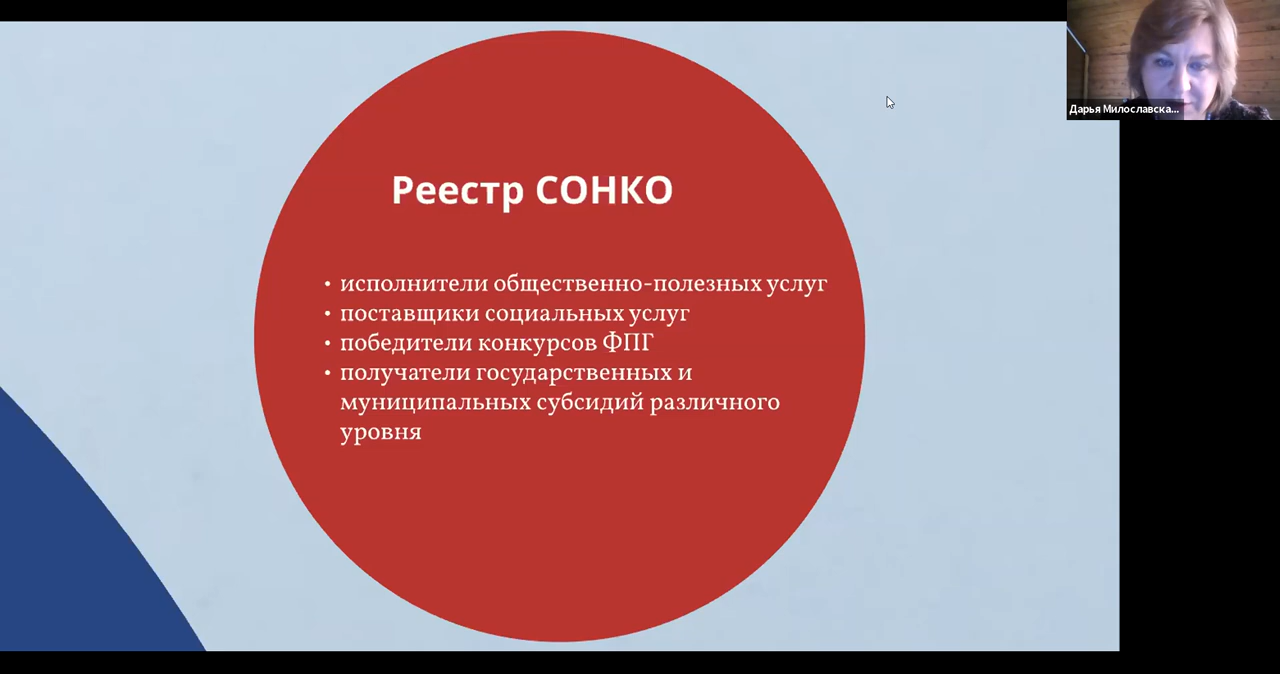 Дарья Милославска...
Реестр СОНКО
• исполнители общественно-полезных услуг
• поставщики социальных услуг
• победители конкурсов ФПГ
• получатели государственных и
муниципальных субсидий различного
уровня